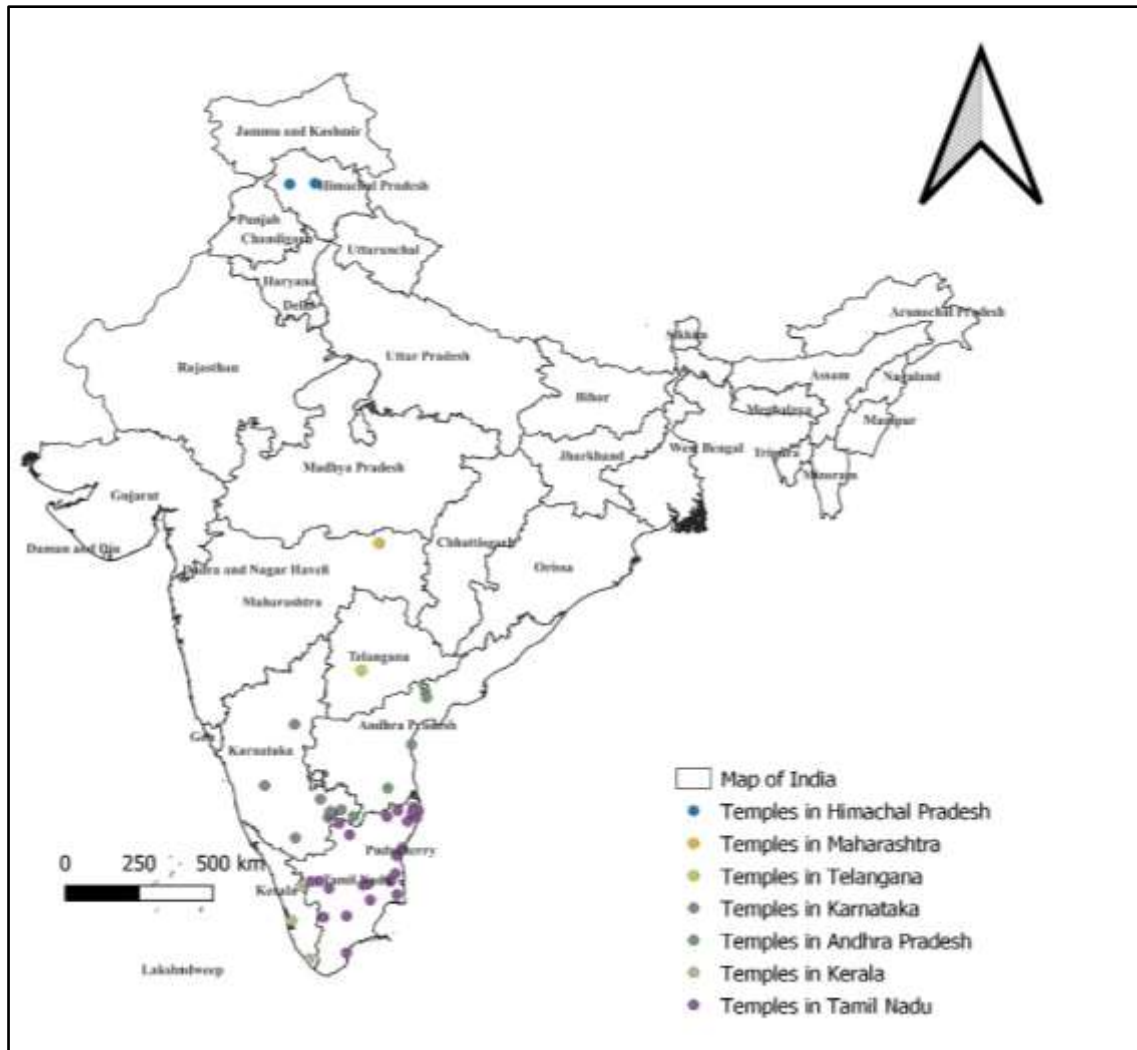 Jammu and Kashmir
Himachal Pradesh
Punjab
Chandigarh
Uttaranchal
Haryana
Delhi
Arunachal Pradesh
Sikkim
Rajasthan
Uttar Pradesh
Assam
Nagaland
Bihar
Meghalaya
Manipur
West Bengal
Tripura
Jharkhand
Madhya Pradesh
Mizoram
Gujarat
Daman and Diu
Chhattisgarh
Orissa
Dadra and Nagar Haveli
Maharashtra
Telangana
Andhra Pradesh
Goa
Karnataka
Map of India
Temples in Himachal Pradesh
Temples in Maharashtra
Temples in Telangana
Temples in Karnataka
Temples in Andhra Pradesh
Temples in Kerala
Temples in Tamil Nadu
0 250 500 km
Kerala
Tamil Nadu
Lakshdweep